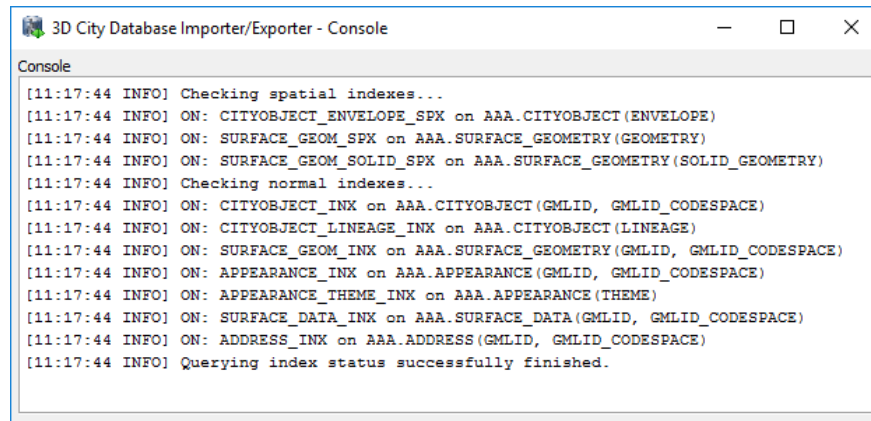 3D City Database Importer/Exporter - Console
Console
[11:17:44 INFO] Checking spatial indexes...
[11:17:44 INFO] ON: CITYOBJECT_ENVELOPE_SPX on AAA.CITYOBJECT(ENVELOPE)
[11:17:44 INFO] ON: SURFACE_GEOM_SPX on AAA.SURFACE_GEOMETRY(GEOMETRY)
[11:17:44 INFO] ON: SURFACE_GEOM_SOLID_SPX on AAA.SURFACE_GEOMETRY(SOLID_GEOMETRY)
[11:17:44 INFO] Checking normal indexes...
[11:17:44 INFO] ON: CITYOBJECT_INX on AAA.CITYOBJECT(GMLID, GMLID_CODESPACE)
[11:17:44 INFO] ON: CITYOBJECT_LINEAGE_INX on AAA.CITYOBJECT(LINEAGE)
[11:17:44 INFO] ON: SURFACE_GEOM_INX on AAA.SURFACE_GEOMETRY(GMLID, GMLID_CODESPACE)
[11:17:44 INFO] ON: APPEARANCE_INX on AAA.APPEARANCE(GMLID, GMLID_CODESPACE)
[11:17:44 INFO] ON: APPEARANCE_THEME_INX on AAA.APPEARANCE(THEME)
[11:17:44 INFO] ON: SURFACE_DATA_INX on AAA.SURFACE_DATA(GMLID, GMLID_CODESPACE)
[11:17:44 INFO] ON: ADDRESS_INX on AAA.ADDRESS(GMLID, GMLID_CODESPACE)
[11:17:44 INFO] Querying index status successfully finished.